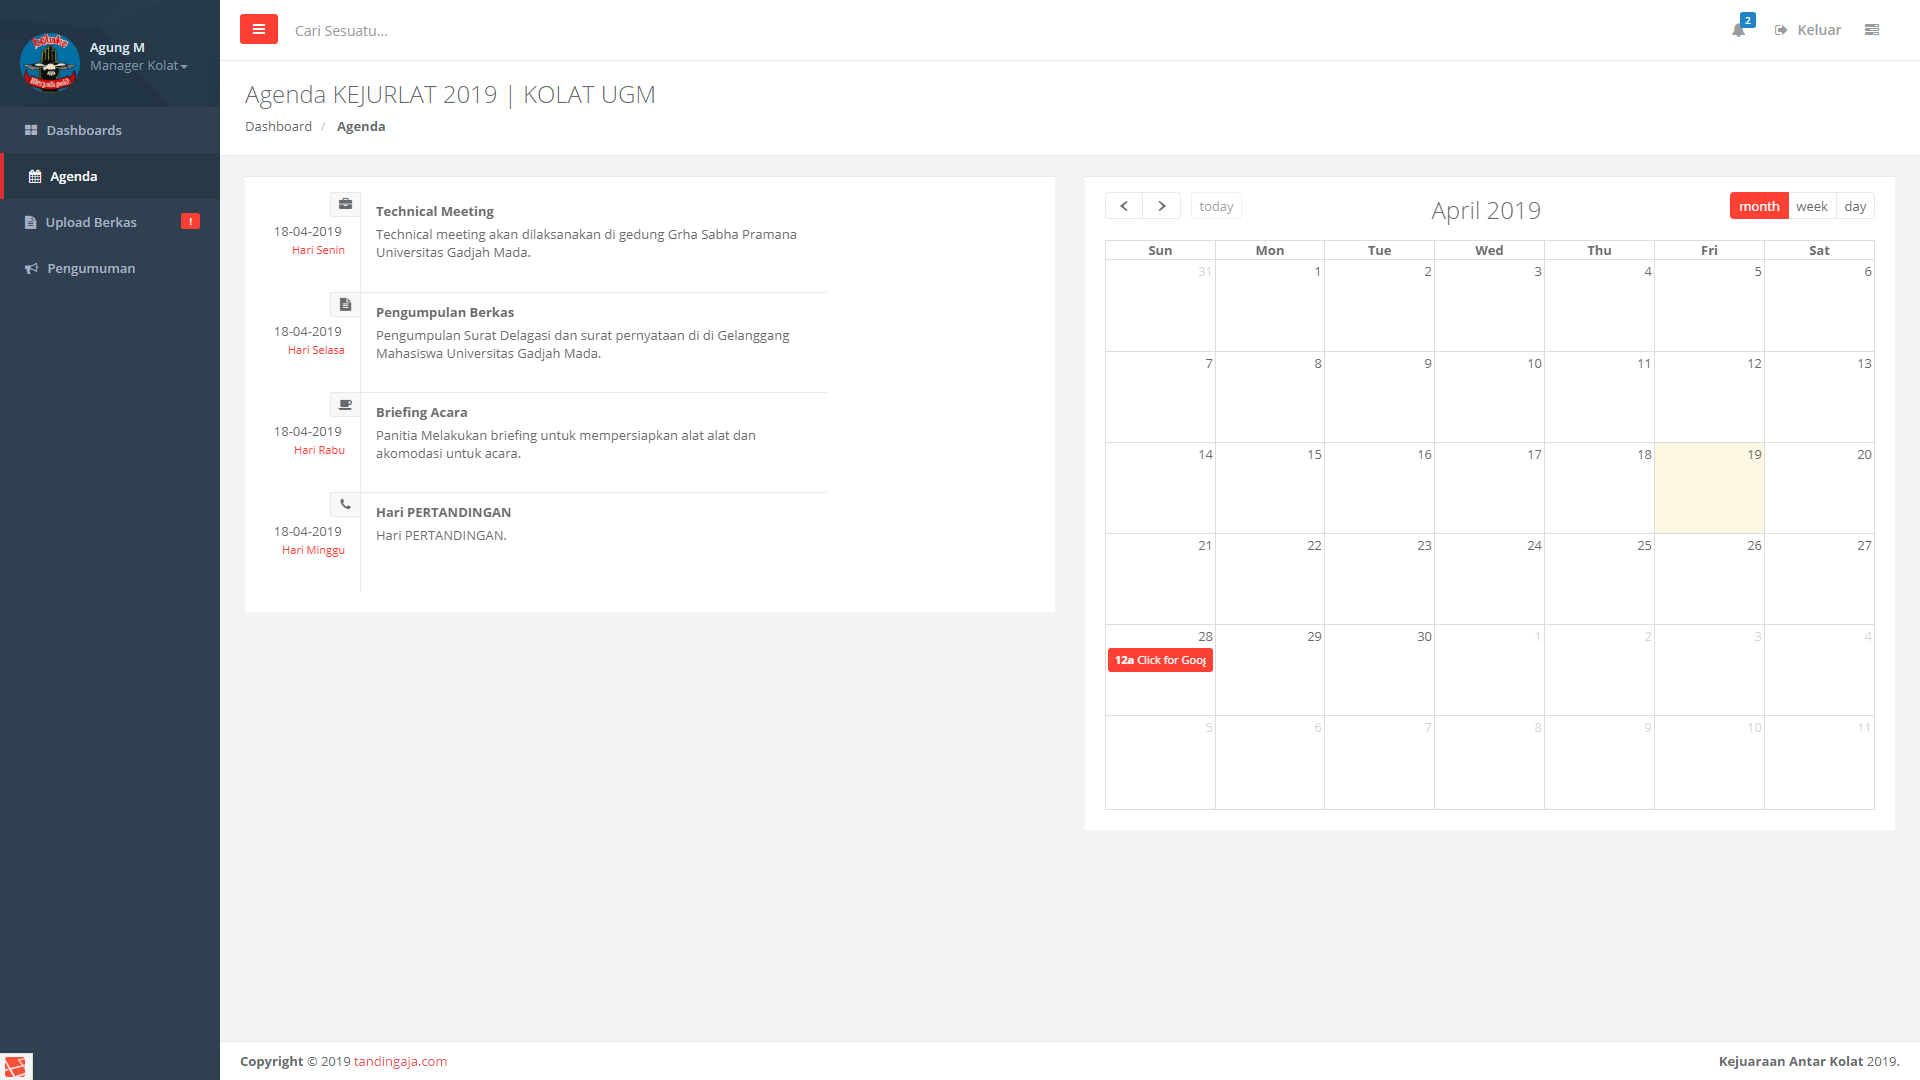 Agung M
Manager Kolat
Dashboards
Agenda
Upload Berkas
!
Pengumuman
Cari Sesuatu...
2
Keluar
Agenda KEJURLAT 2019 | KOLAT UGM
Dashboard / Agenda
18-04-2019
Hari Senin
Technical Meeting
Technical meeting akan dilaksanakan di gedung Grha Sabha Pramana
Universitas Gadjah Mada.
18-04-2019
Hari Selasa
Pengumpulan Berkas
Pengumpulan Surat Delagasi dan surat pernyataan di di Gelanggang
Mahasiswa Universitas Gadjah Mada.
18-04-2019
Hari Rabu
Briefing Acara
Panitia Melakukan briefing untuk mempersiapkan alat alat dan
akomodasi untuk acara.
18-04-2019
Hari Minggu
Hari PERTANDINGAN
Hari PERTANDINGAN.
today
April 2019
month week day
Sun Mon Tue Wed Thu Fri Sat
31 1 2 3 4 5 6
7 8 9 10 11 12 13
14 15 16 17 18 19 20
21 22 23 24 25 26 27
28 29 30 1 2 3 4
12a Click for Goog
5 6 7 8 9 10 11
Copyright © 2019 tandingaja.com
Kejuaraan Antar Kolat 2019.